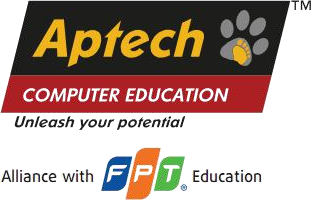 Aptech ™
COMPUTER EDUCATION
Unleash your potential
Alliance with FPT® Education